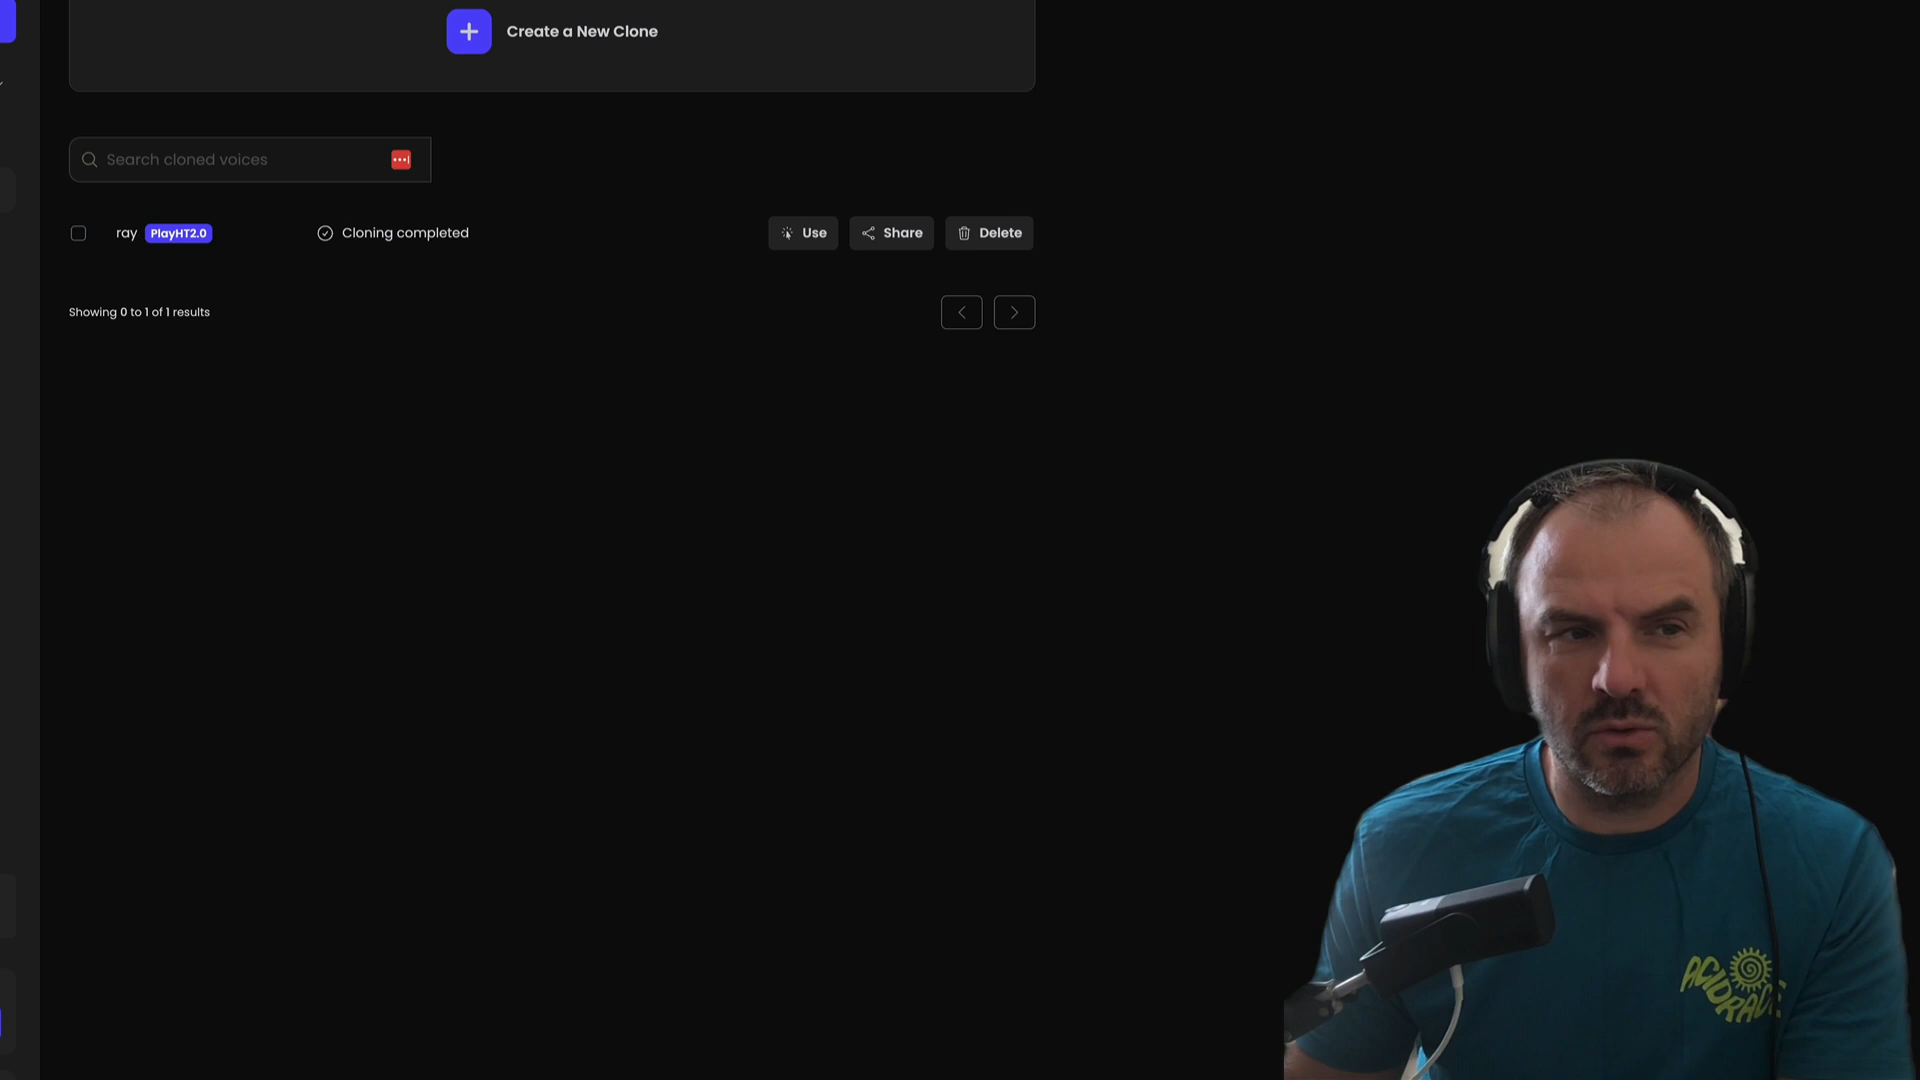 Create a New Clone
Search cloned voices
ray PlayHT2.0 Cloning completed Use Share Delete
Showing 0 to 1 of 1 results
ACIDRAVE